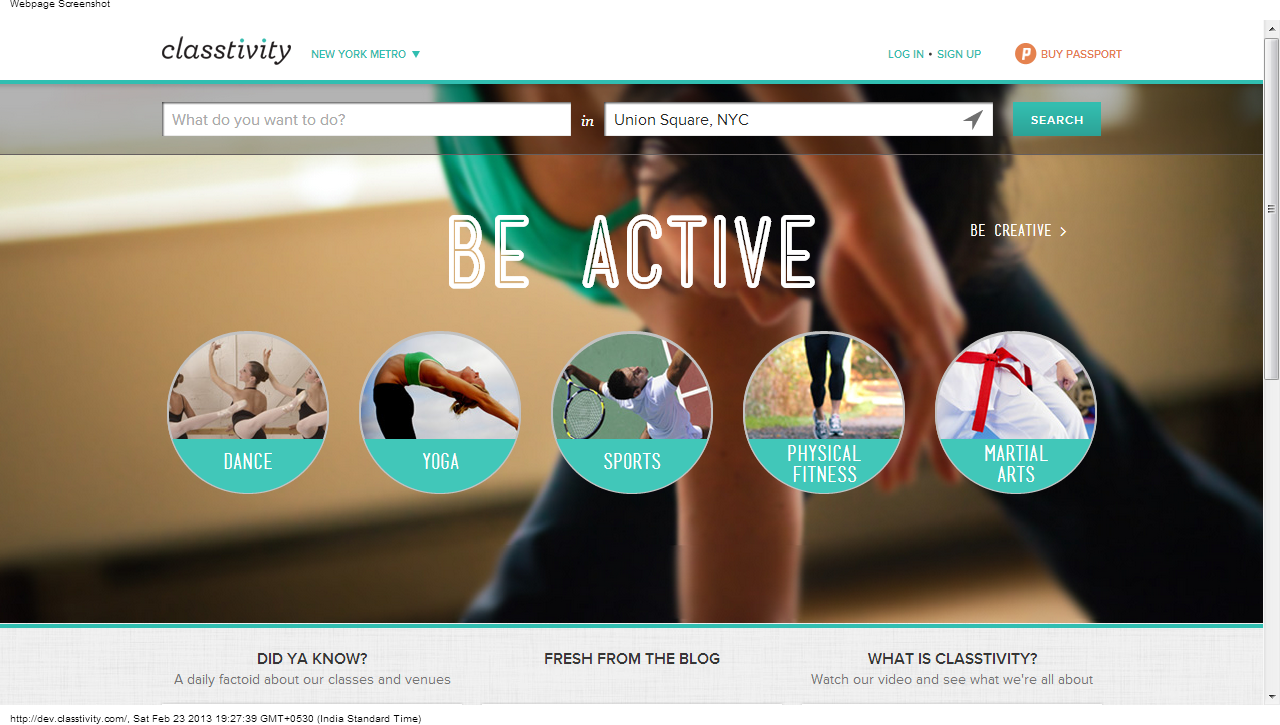 Webpage Screenshot
classtivity NEW YORK METRO ▼ LOG IN • SIGN UP p BUY PASSPORT
What do you want to do? in Union Square, NYC SEARCH
BE ACTIVE
BE CREATIVE >
DANCE
YOGA
SPORTS
PHYSICAL
FITNESS
MARTIAL
ARTS
DID YA KNOW?
A daily factoid about our classes and venues
FRESH FROM THE BLOG
WHAT IS CLASSTIVITY?
Watch our video and see what we're all about
http://dev.classtivity.com/, Sat Feb 23 2013 19:27:39 GMT+0530 (India Standard Time)